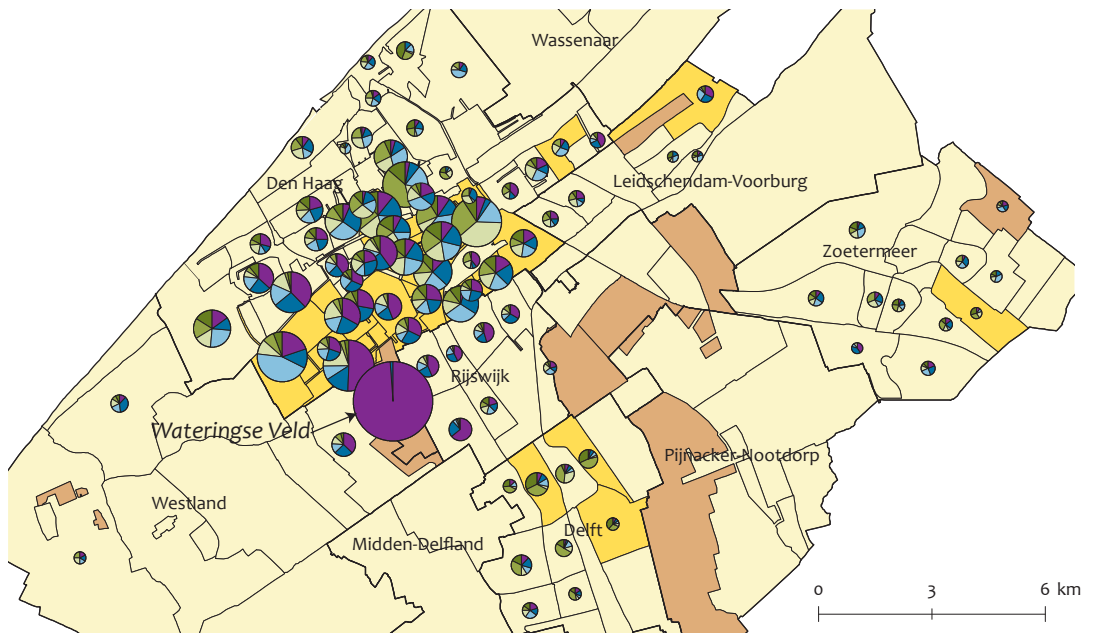 Wassenaar
Den Haag
Leidschendam-Voorburg
Zoetermeer
Rijswijk
Wateringse Veld
Pijnacker-Nootdorp
Westland
Delft
Midden-Delfland
0 3 6 km